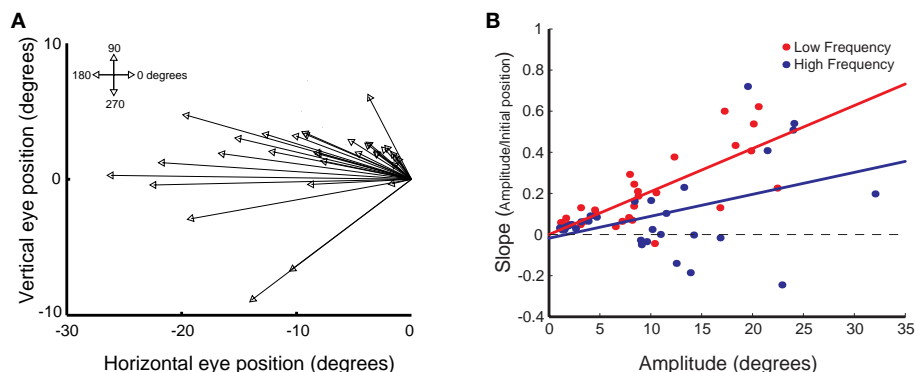 A
10
90
180
0 degrees
270
0
-10
-30
-20
-10
0
Vertical eye position (degrees)
Horizontal eye position (degrees)
B
1
0.8
0.6
0.4
0.2
0
-0.2
-0.4
0
5
10
15
20
25
30
35
Low Frequency
High Frequency
Slope (Amplitude/Initial position)
Amplitude (degrees)